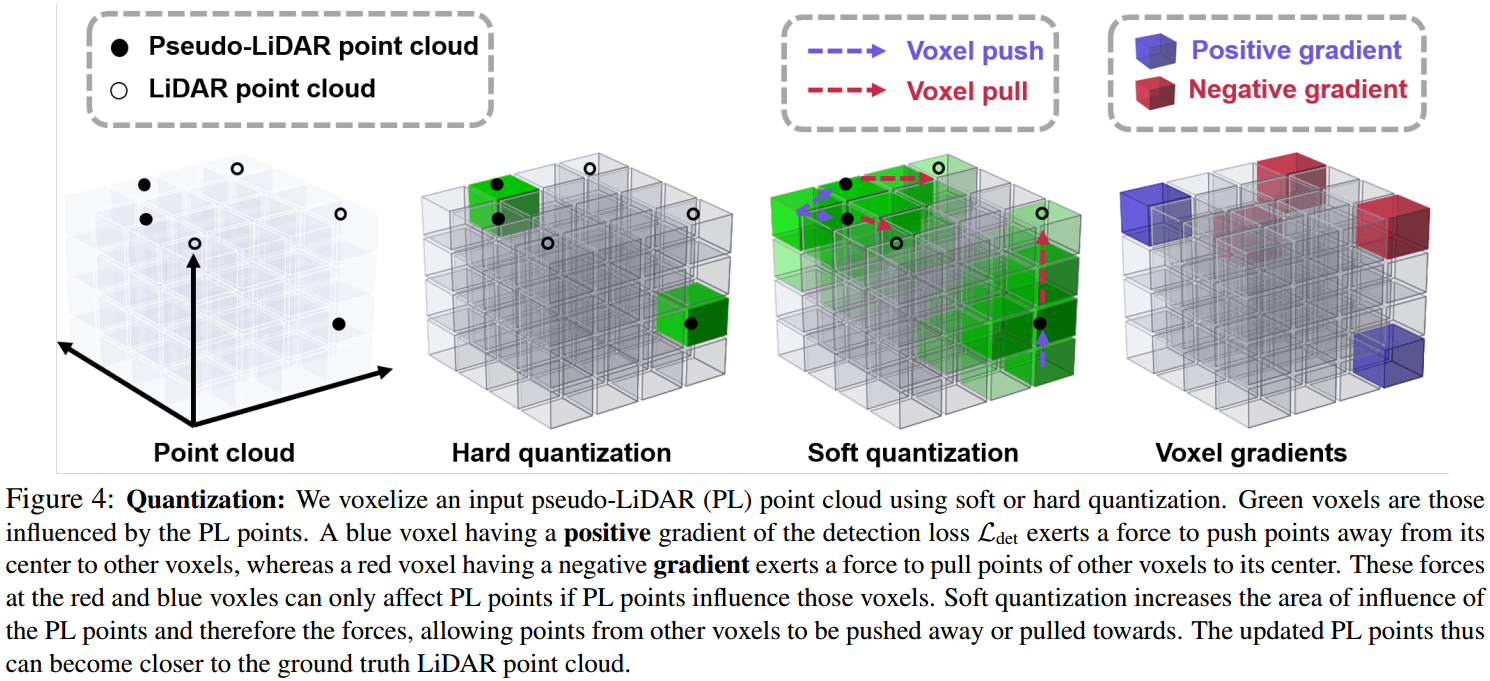 Pseudo-LiDAR point cloud
LiDAR point cloud
Voxel push
Voxel pull
Positive gradient
Negative gradient
Point cloud
Hard quantization
Soft quantization
Voxel gradients
Figure 4: Quantization: We voxelize an input pseudo-LiDAR (PL) point cloud using soft or hard quantization. Green voxels are those
influenced by the PL points. A blue voxel having a positive gradient of the detection loss ℒdet exerts a force to push points away from its
center to other voxels, whereas a red voxel having a negative gradient exerts a force to pull points of other voxels to its center. These forces
at the red and blue voxles can only affect PL points if PL points influence those voxels. Soft quantization increases the area of influence of
the PL points and therefore the forces, allowing points from other voxels to be pushed away or pulled towards. The updated PL points thus
can become closer to the ground truth LiDAR point cloud.